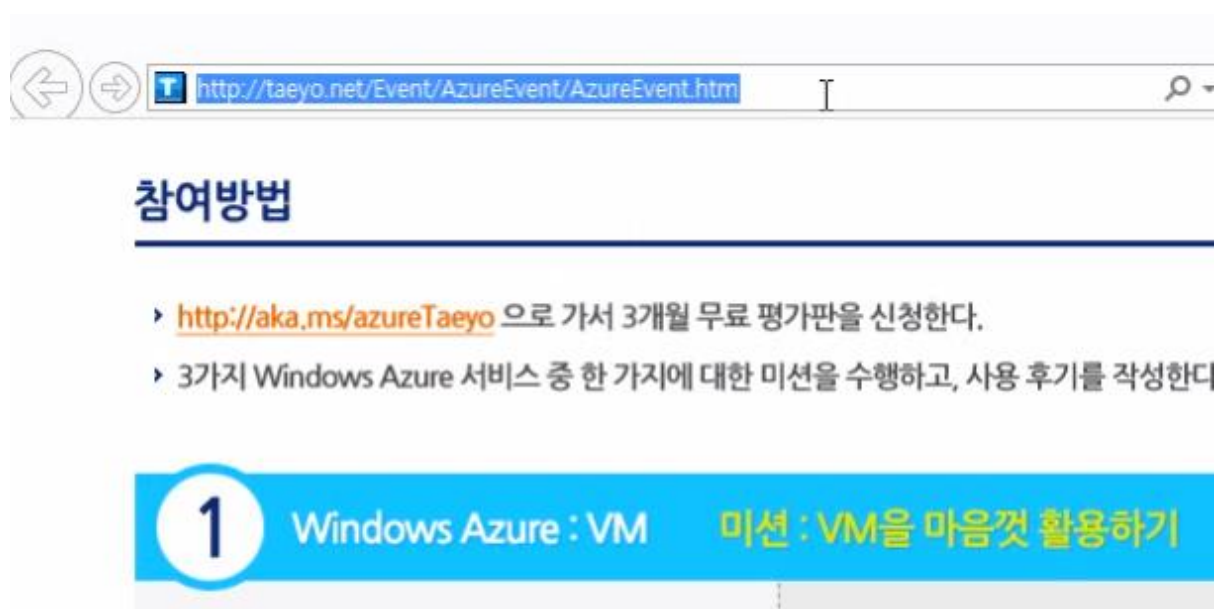 http://taeyo.net/Event/AzureEvent/AzureEvent.htm
참여방법
http://aka.ms/azureTaeyo 으로 가서 3개월 무료 평가판을 신청한다.
3가지 Windows Azure 서비스 중 한 가지에 대한 미션을 수행하고, 사용 후기를 작성한다
1 Windows Azure : VM 미션 : VM을 마음껏 활용하기